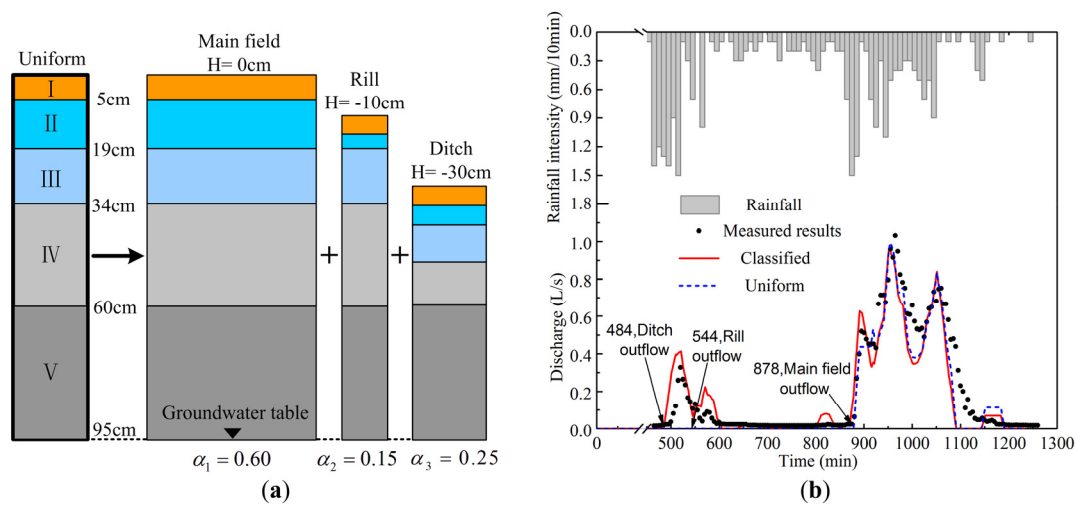 (a)
Uniform
I
5cm
II
19cm
III
34cm
IV
60cm
V
95cm
Main field
H= 0cm
Rill
H= -10cm
Ditch
H= -30cm
+
+
Groundwater table
α1 = 0.60
α2 = 0.15
α3 = 0.25
(a)
b)
Rainfall intensity (mm/10min)
0.0
0.3
0.6
0.9
1.2
1.5
1.8
Rainfall
Measured results
Classified
Uniform
Discharge (L/s)
1.0
0.8
0.6
0.4
0.2
0.0
484,Ditch
outflow
544,Rill
outflow
878,Main field
outflow
0
500
600
700
800
900
1000
1100
1200
1300
Time (min)
(b)